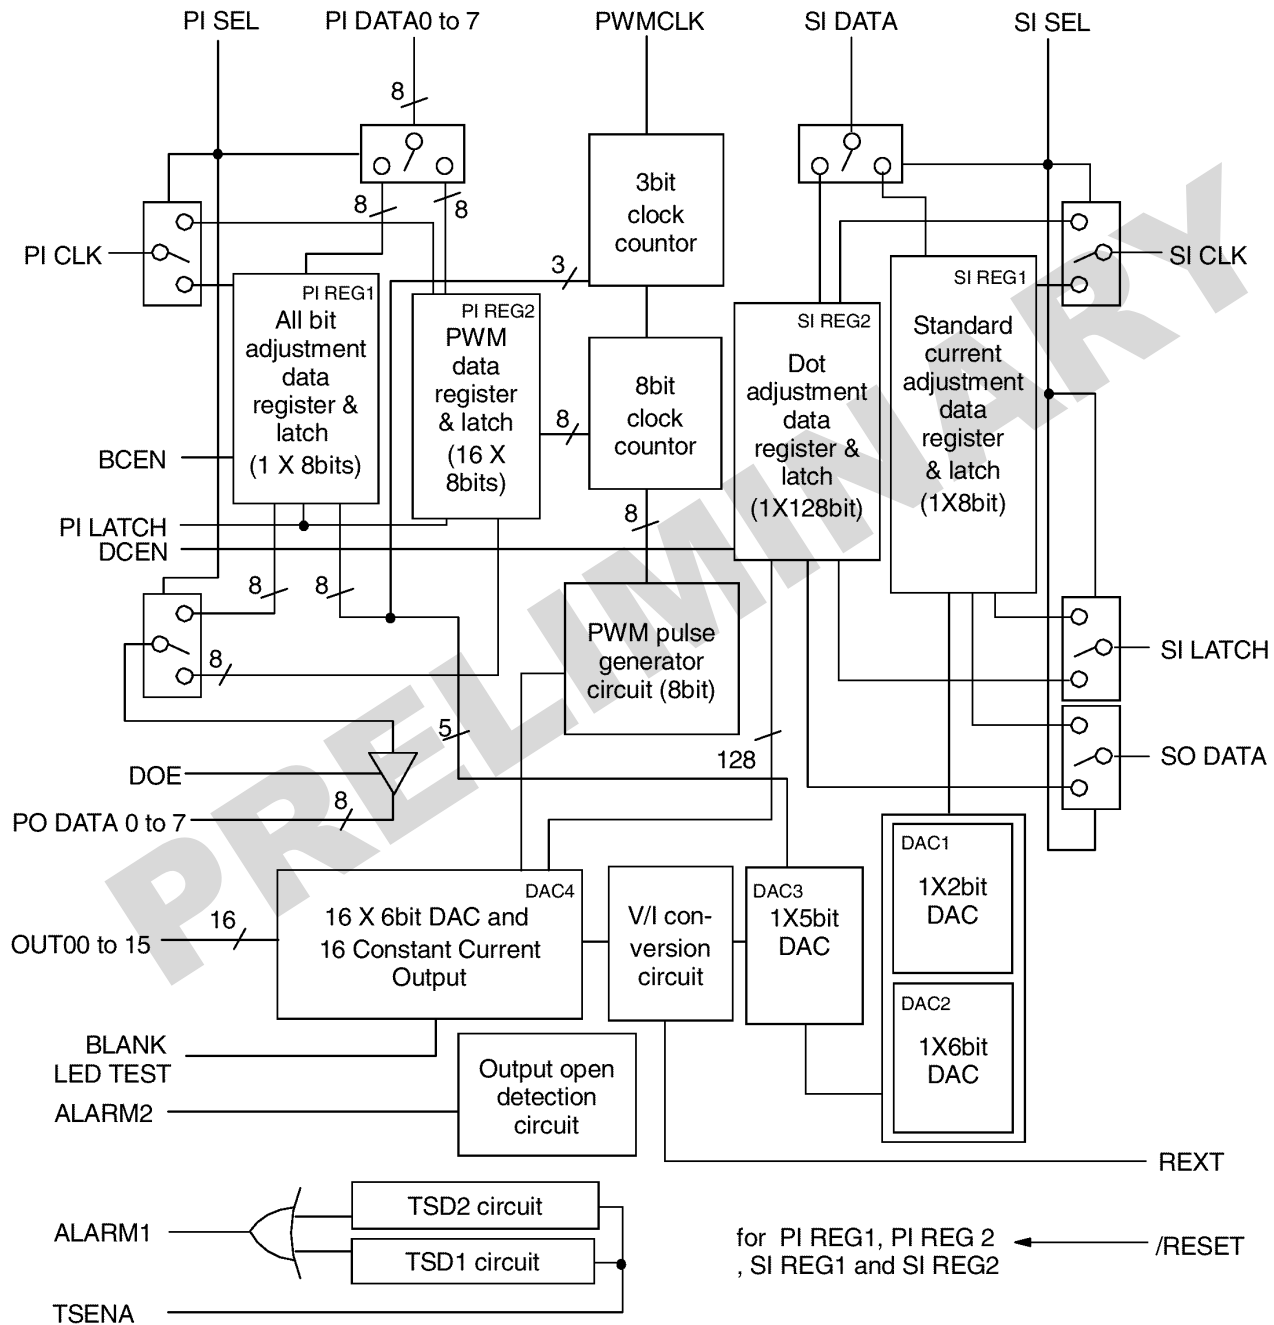 PI SEL
PI DATA0 to 7
PWMCLK
SI DATA
SI SEL
8
3bit
clock
countor
8
8
PI CLK
SI CLK
3
PI REG1
All bit
adjustment
data
register &
latch
(1 X 8bits)
PI REG2
PWM
data
register
& latch
(16 X
8bits)
8bit
clock
countor
8
SI REG2
Dot
adjustment
data
register &
latch
(1X128bit)
SI REG1
Standard
current
adjustment
data
register
& latch
(1X8bit)
BCEN
PI LATCH
DCEN
8
8
8
8
PWM pulse
generator
circuit (8bit)
SI LATCH
5
128
SO DATA
DOE
8
PO DATA 0 to 7
DAC4
16 X 6bit DAC and
16 Constant Current
Output
V/I con-
version
circuit
DAC3
1X5bit
DAC
DAC1
1X2bit
DAC
DAC2
1X6bit
DAC
16
OUT00 to 15
BLANK
LED TEST
ALARM2
Output open
detection
circuit
REXT
ALARM1
TSD2 circuit
TSD1 circuit
TSENA
for PI REG1, PI REG 2
, SI REG1 and SI REG2
/RESET
PRELIMINARY